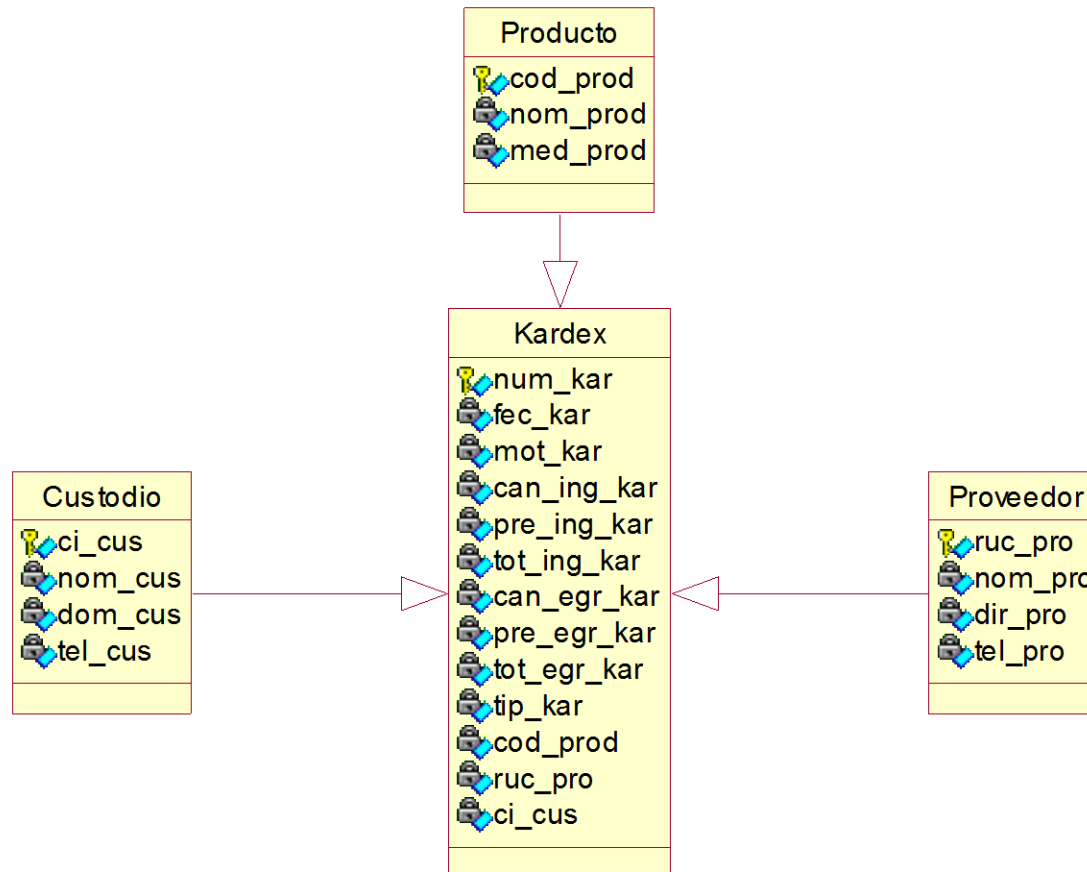 Producto
cod_prod
nom_prod
med_prod
Kardex
num_kar
fec_kar
mot_kar
can_ing_kar
pre_ing_kar
tot_ing_kar
can_egr_kar
pre_egr_kar
tot_egr_kar
tip_kar
cod_prod
ruc_pro
ci_cus
Custodio
ci_cus
nom_cus
dom_cus
tel_cus
Proveedor
ruc_pro
nom_pro
dir_pro
tel_pro